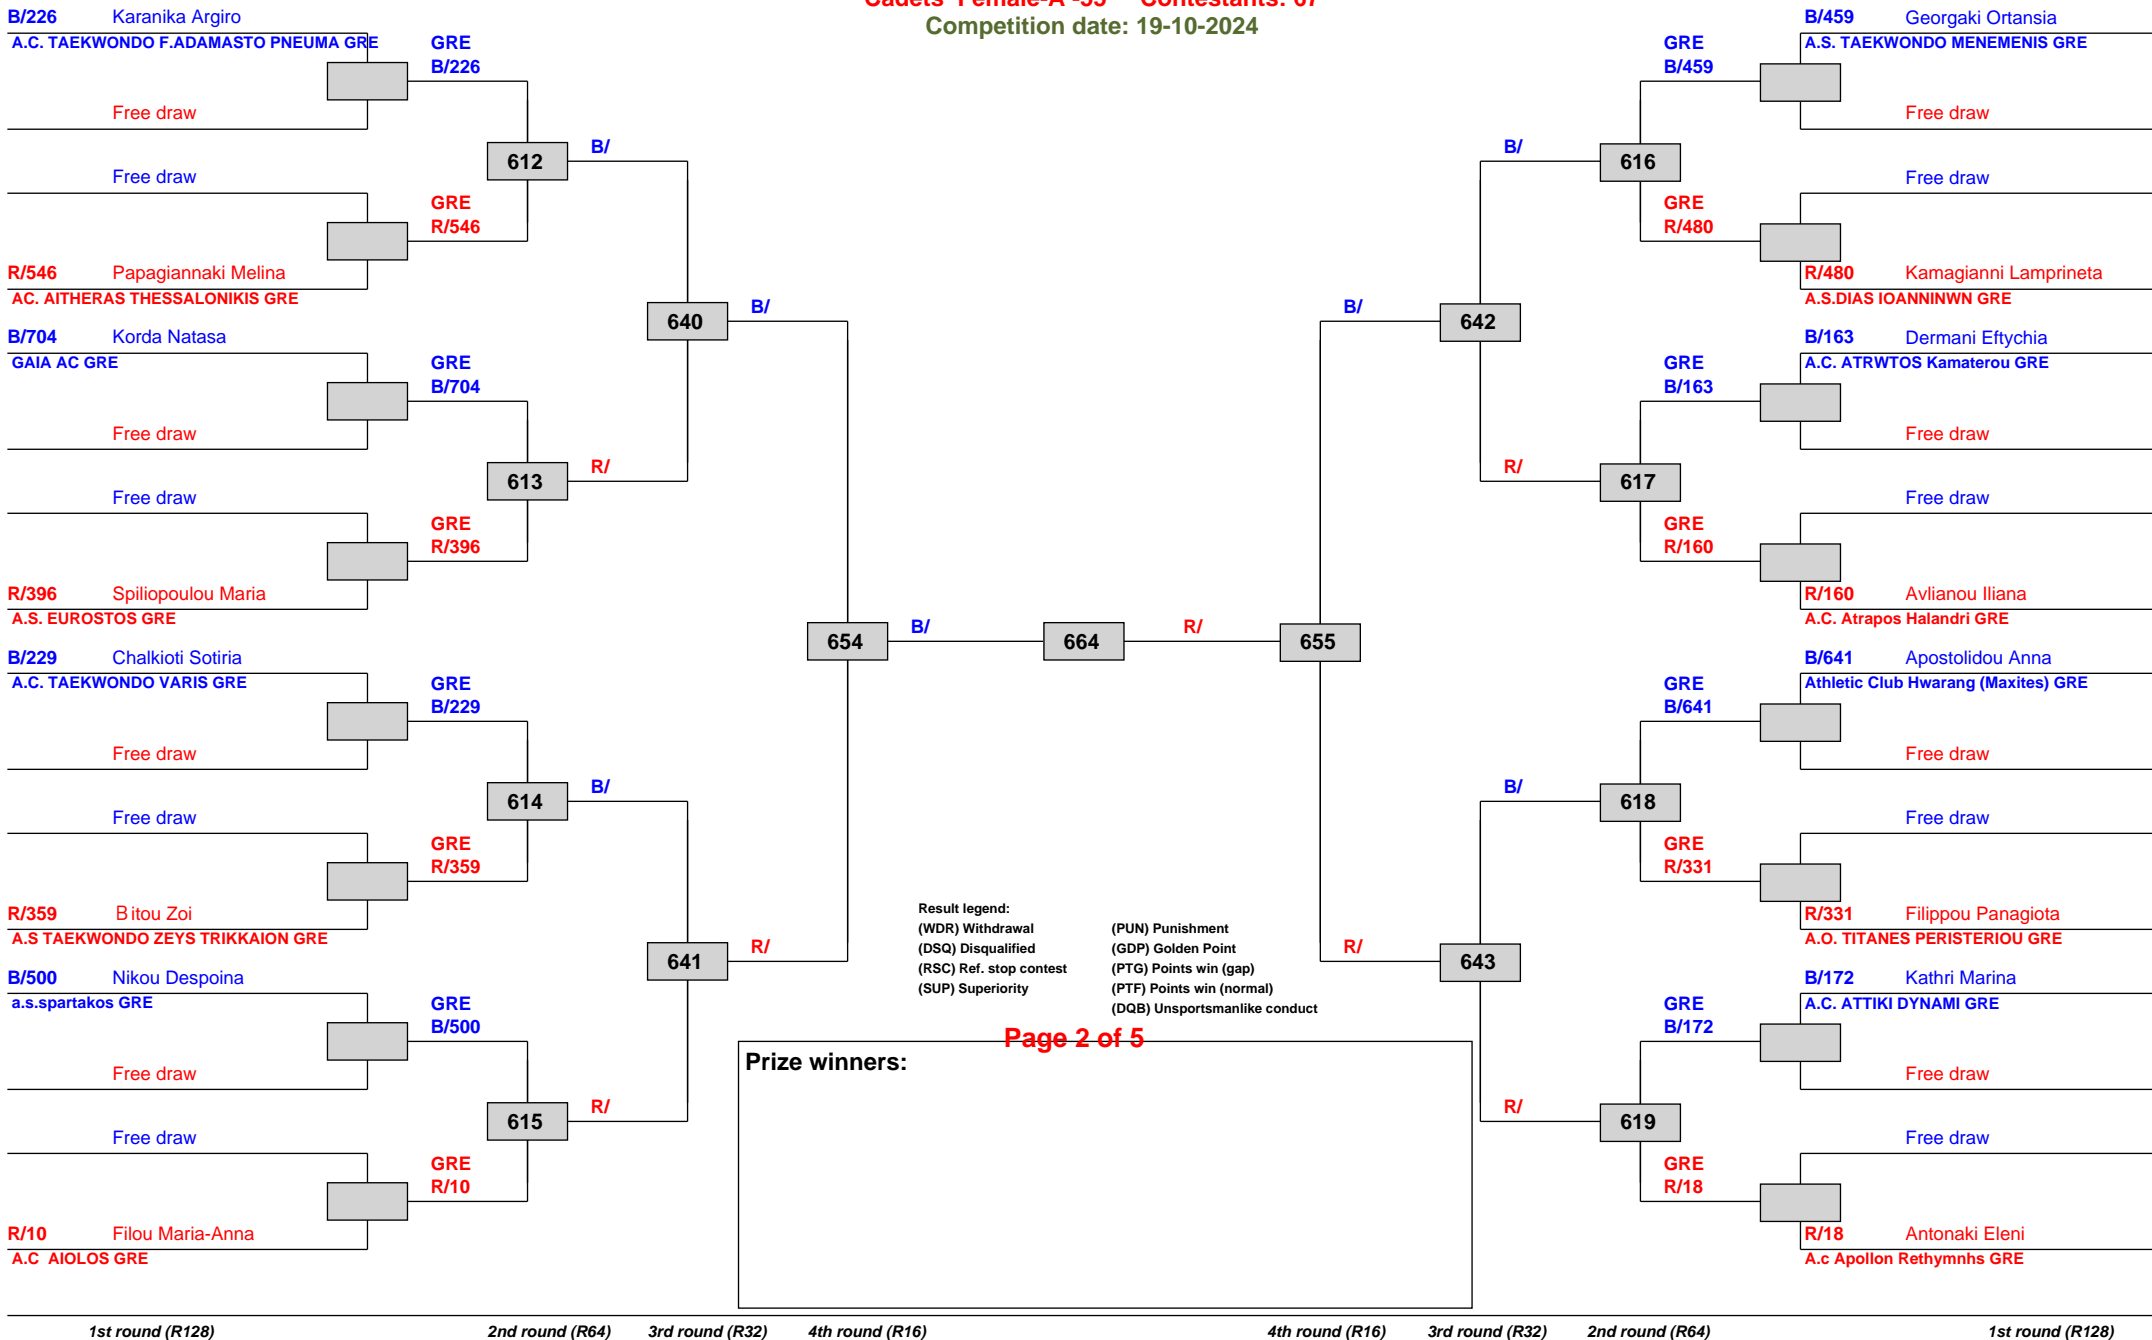 Cadets Female-A -55 Contestants: 67
Competition date: 19-10-2024
B/226 Karanika Argiro
A.C. TAEKWONDO F.ADAMASTO PNEUMA GRE
GRE
B/226
Free draw
612
B/
Free draw
GRE
R/546
R/546 Papagiannaki Melina
AC. AITHERAS THESSALONIKIS GRE
640
B/
B/704 Korda Natasa
GAIA AC GRE
GRE
B/704
Free draw
613
R/
Free draw
GRE
R/396
R/396 Spiliopoulou Maria
A.S. EUROSTOS GRE
654
B/
664
R/
655
B/229 Chalkioti Sotiria
A.C. TAEKWONDO VARIS GRE
GRE
B/229
Free draw
614
B/
Free draw
GRE
R/359
R/359 Bitou Zoi
A.S TAEKWONDO ZEYS TRIKKAION GRE
641
R/
B/500 Nikou Despoina
a.s.spartakos GRE
GRE
B/500
Free draw
615
R/
Free draw
GRE
R/10
R/10 Filou Maria-Anna
A.C AIOLOS GRE
B/459 Georgaki Ortansia
A.S. TAEKWONDO MENEMENIS GRE
GRE
B/459
Free draw
B/
616
Free draw
GRE
R/480
R/480 Kamagianni Lamprineta
A.S.DIAS IOANNINWN GRE
B/
642
B/163 Dermani Eftychia
A.C. ATRWTOS Kamaterou GRE
GRE
B/163
Free draw
R/
617
Free draw
GRE
R/160
R/160 Avlianou Iliana
A.C. Atrapos Halandri GRE
B/641 Apostolidou Anna
Athletic Club Hwarang (Maxites) GRE
GRE
B/641
Free draw
B/
618
Free draw
GRE
R/331
R/331 Filippou Panagiota
A.O. TITANES PERISTERIOU GRE
R/
643
B/172 Kathri Marina
A.C. ATTIKI DYNAMI GRE
GRE
B/172
Free draw
R/
619
Free draw
GRE
R/18
R/18 Antonaki Eleni
A.c Apollon Rethymnhs GRE
Result legend:
(WDR) Withdrawal (PUN) Punishment
(DSQ) Disqualified (GDP) Golden Point
(RSC) Ref. stop contest (PTG) Points win (gap)
(SUP) Superiority (PTF) Points win (normal)
(DQB) Unsportsmanlike conduct
Page 2 of 5
Prize winners:
1st round (R128) 2nd round (R64) 3rd round (R32) 4th round (R16) 4th round (R16) 3rd round (R32) 2nd round (R64) 1st round (R128)